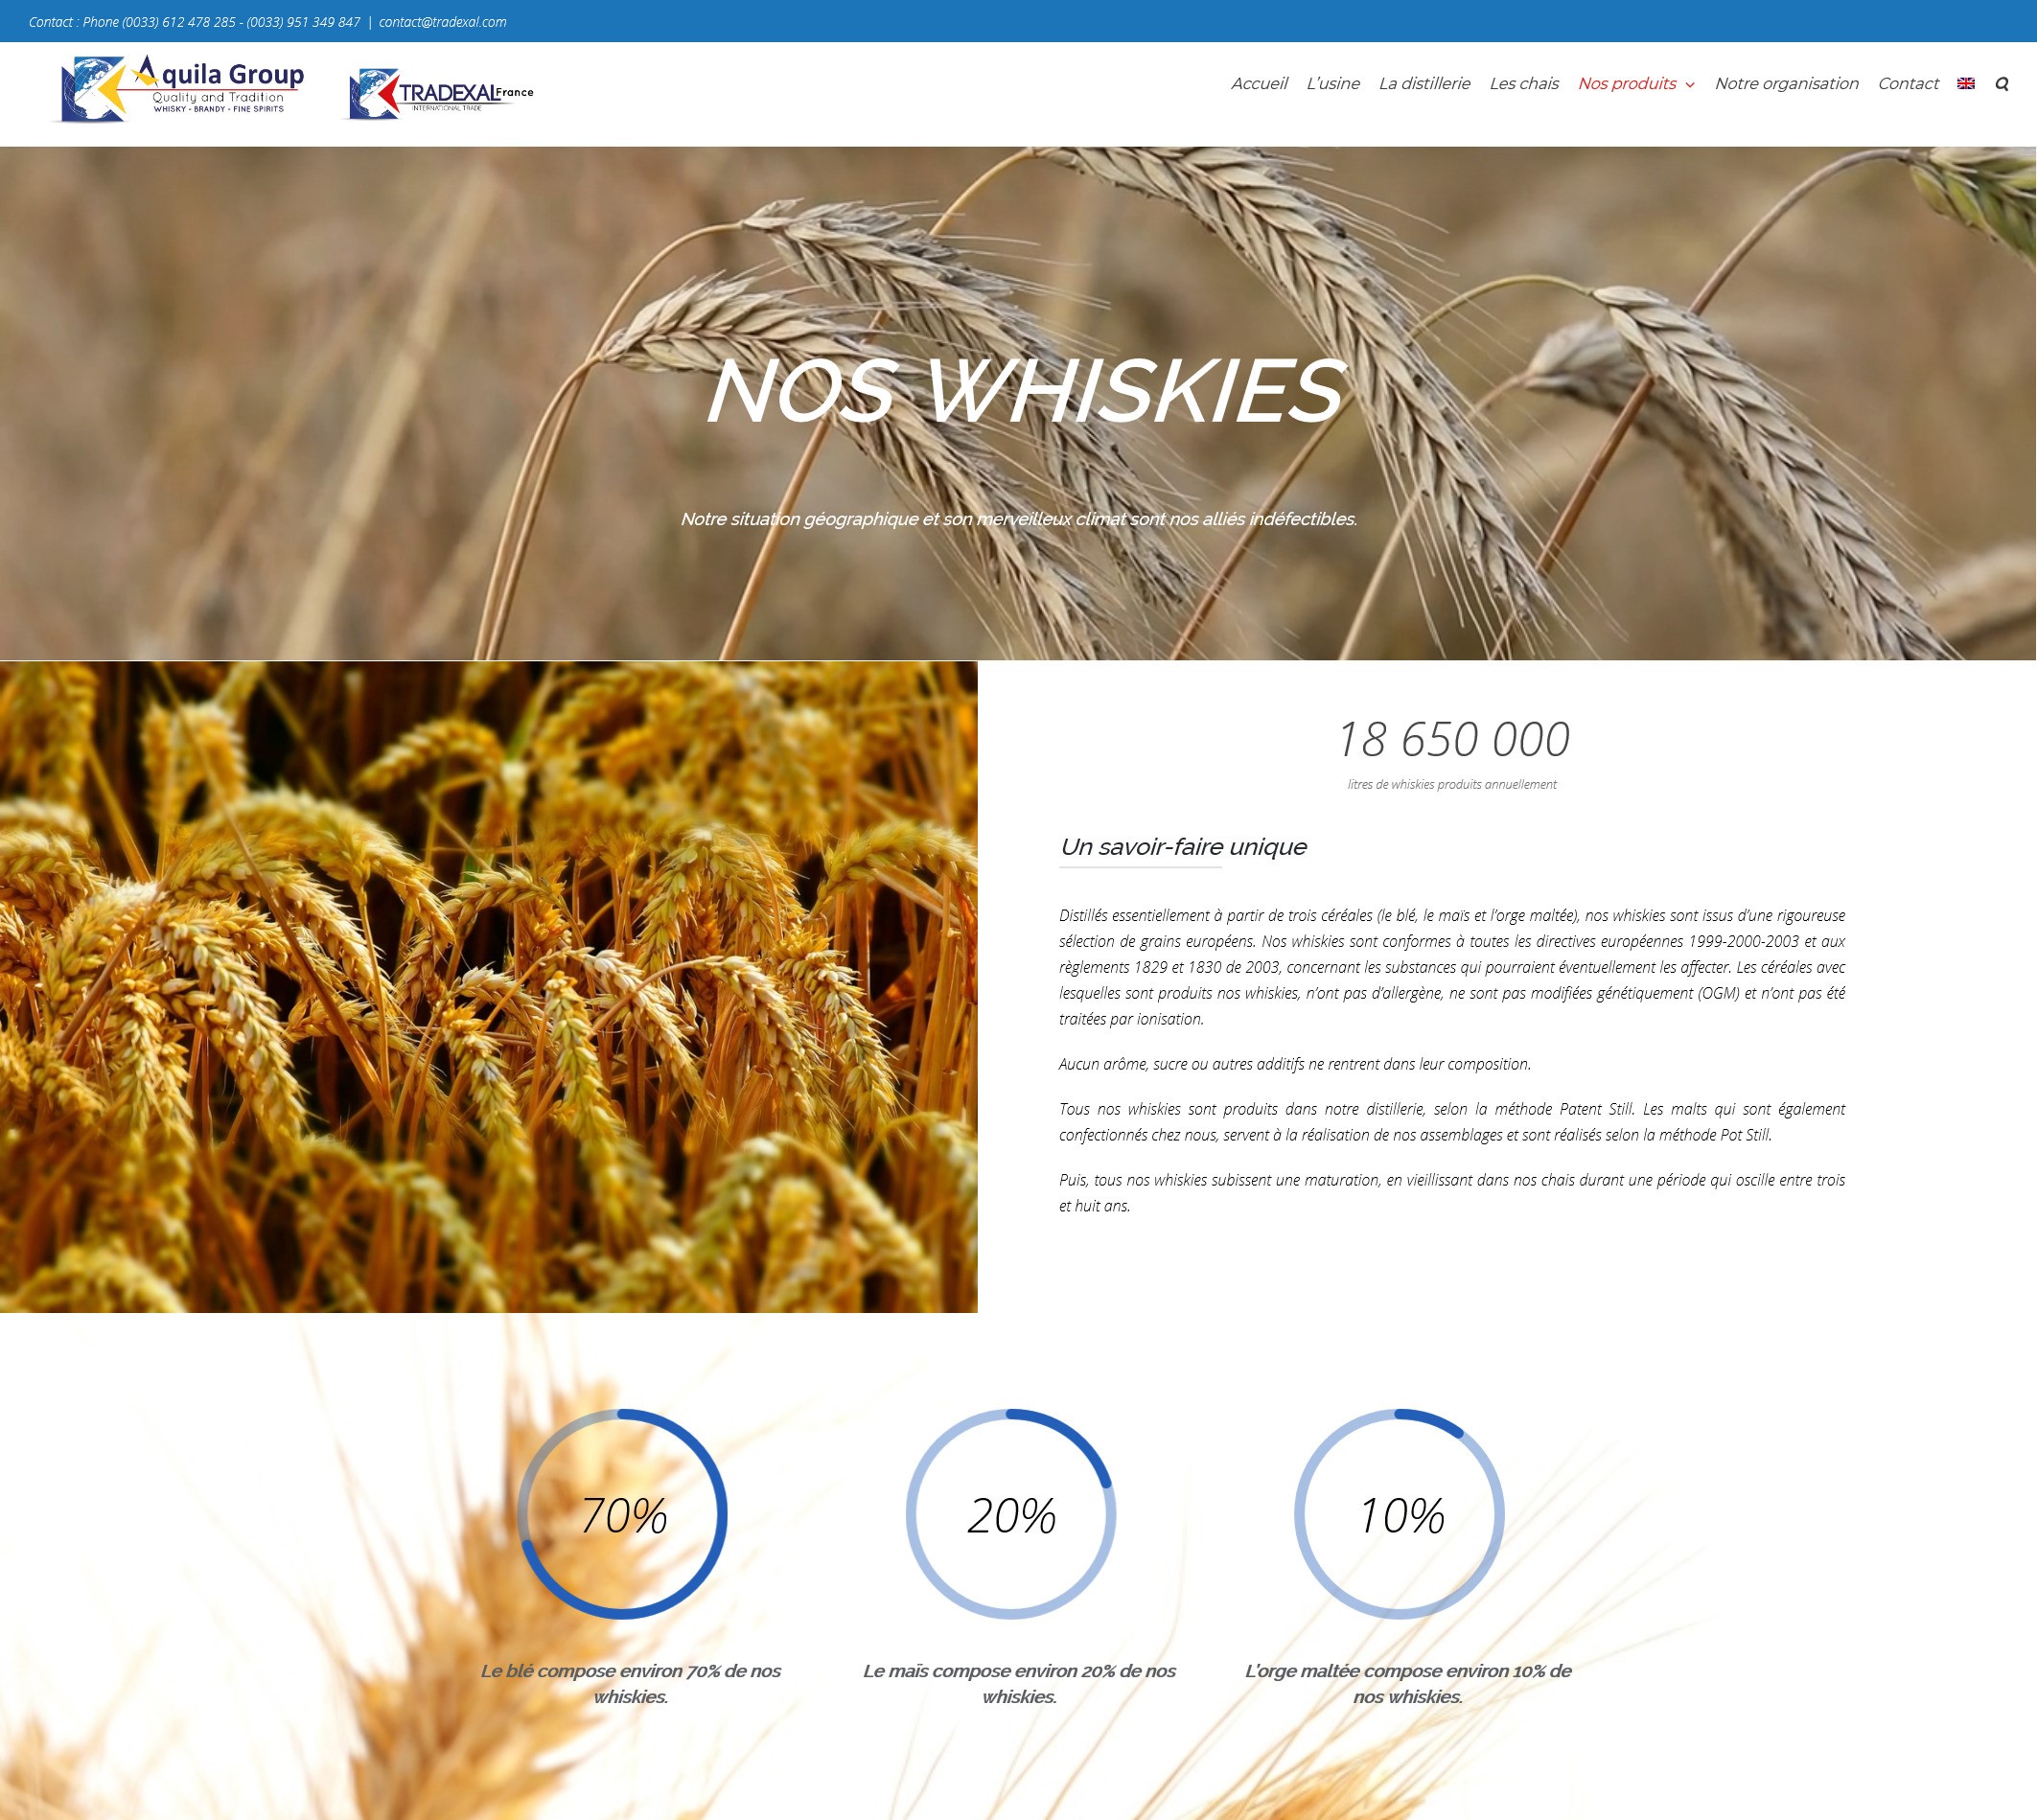 Contact : Phone (0033) 612 478 285 - (0033) 951 349 847 | contact@tradexal.com
Aquila Group
Quality and Tradition
WHISKY • BRANDY • FINE SPIRITS
TRADEXAL France
INTERNATIONAL TRADE
Accueil L’usine La distillerie Les chais Nos produits Notre organisation Contact
NOS WHISKIES
Notre situation géographique et son merveilleux climat sont nos alliés indéfectibles.
18 650 000
litres de whiskies produits annuellement
Un savoir-faire unique
Distillés essentiellement à partir de trois céréales (le blé, le maïs et l’orge maltée), nos whiskies sont issus d’une rigoureuse
sélection de grains européens. Nos whiskies sont conformes à toutes les directives européennes 1999-2000-2003 et aux
règlements 1829 et 1830 de 2003, concernant les substances qui pourraient éventuellement les affecter. Les céréales avec
lesquelles sont produits nos whiskies, n’ont pas d’allergène, ne sont pas modifiées génétiquement (OGM) et n’ont pas été
traitées par ionisation.
Aucun arôme, sucre ou autres additifs ne rentrent dans leur composition.
Tous nos whiskies sont produits dans notre distillerie, selon la méthode Patent Still. Les malts qui sont également
confectionnés chez nous, servent à la réalisation de nos assemblages et sont réalisés selon la méthode Pot Still.
Puis, tous nos whiskies subissent une maturation, en vieillissant dans nos chais durant une période qui oscille entre trois
et huit ans.
70%
20%
10%
Le blé compose environ 70% de nos
whiskies.
Le maïs compose environ 20% de nos
whiskies.
L’orge maltée compose environ 10% de
nos whiskies.